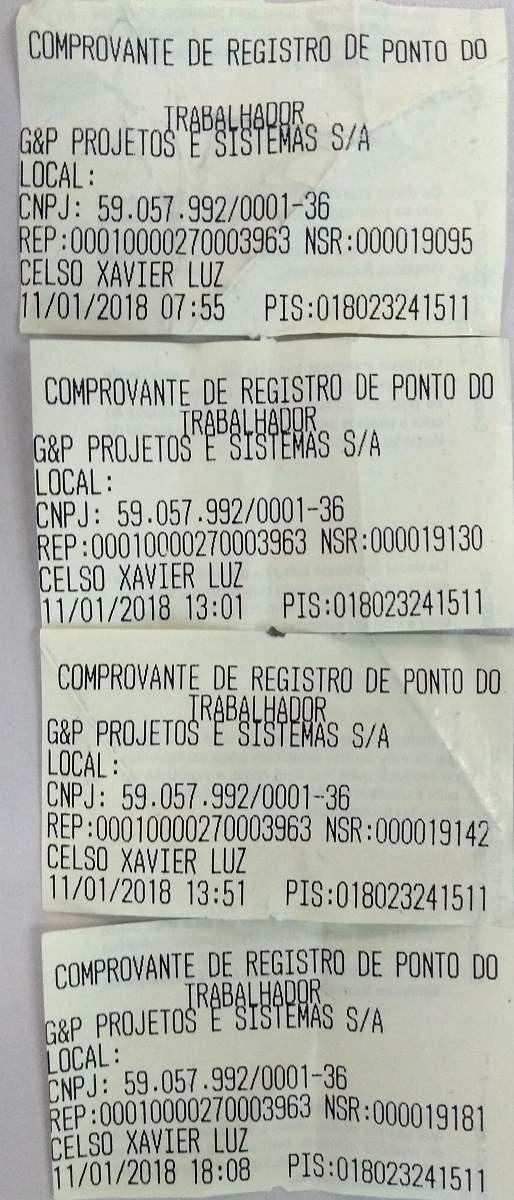 COMPROVANTE DE REGISTRO DE PONTO DO
TRABALHADOR
G&P PROJETOS E SISTEMAS S/A
LOCAL:
CNPJ: 59.057.992/0001-36
REP:00010000270003963 NSR:000019095
CELSO XAVIER LUZ
11/01/2018 07:55 PIS:018023241511
COMPROVANTE DE REGISTRO DE PONTO DO
TRABALHADOR
G&P PROJETOS E SISTEMAS S/A
LOCAL:
CNPJ: 59.057.992/0001-36
REP:00010000270003963 NSR:000019130
CELSO XAVIER LUZ
11/01/2018 13:01 PIS:018023241511
COMPROVANTE DE REGISTRO DE PONTO DO
TRABALHADOR
G&P PROJETOS E SISTEMAS S/A
LOCAL:
CNPJ: 59.057.992/0001-36
REP:00010000270003963 NSR:000019142
CELSO XAVIER LUZ
11/01/2018 13:51 PIS:018023241511
COMPROVANTE DE REGISTRO DE PONTO DO
TRABALHADOR
G&P PROJETOS E SISTEMAS S/A
LOCAL:
CNPJ: 59.057.992/0001-36
REP:00010000270003963 NSR:000019181
CELSO XAVIER LUZ
11/01/2018 18:08 PIS:018023241511